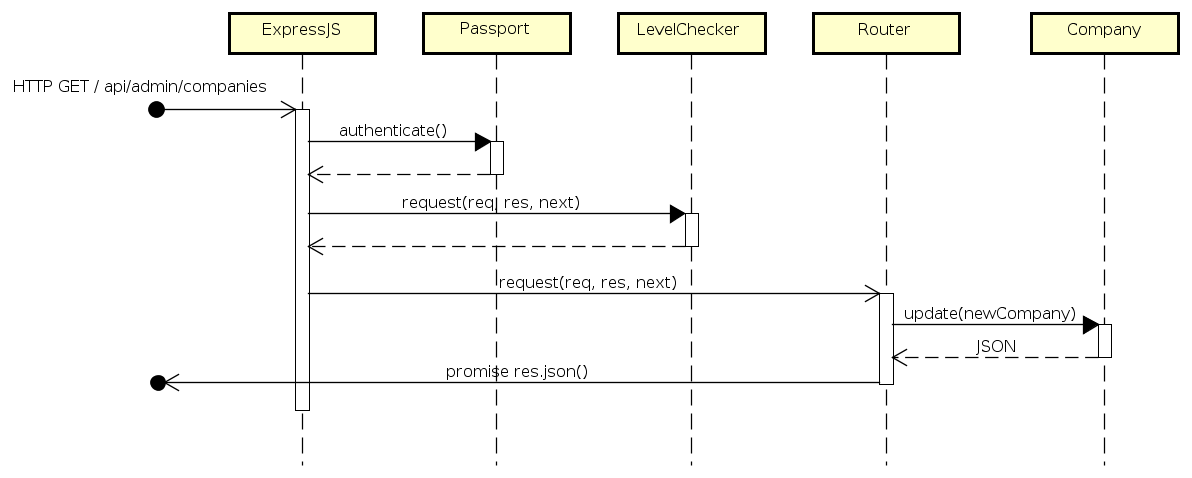 ExpressJS
Passport
LevelChecker
Router
Company
HTTP GET / api/admin/companies
authenticate()
request(req, res, next)
request(req, res, next)
update(newCompany)
JSON
promise res.json()